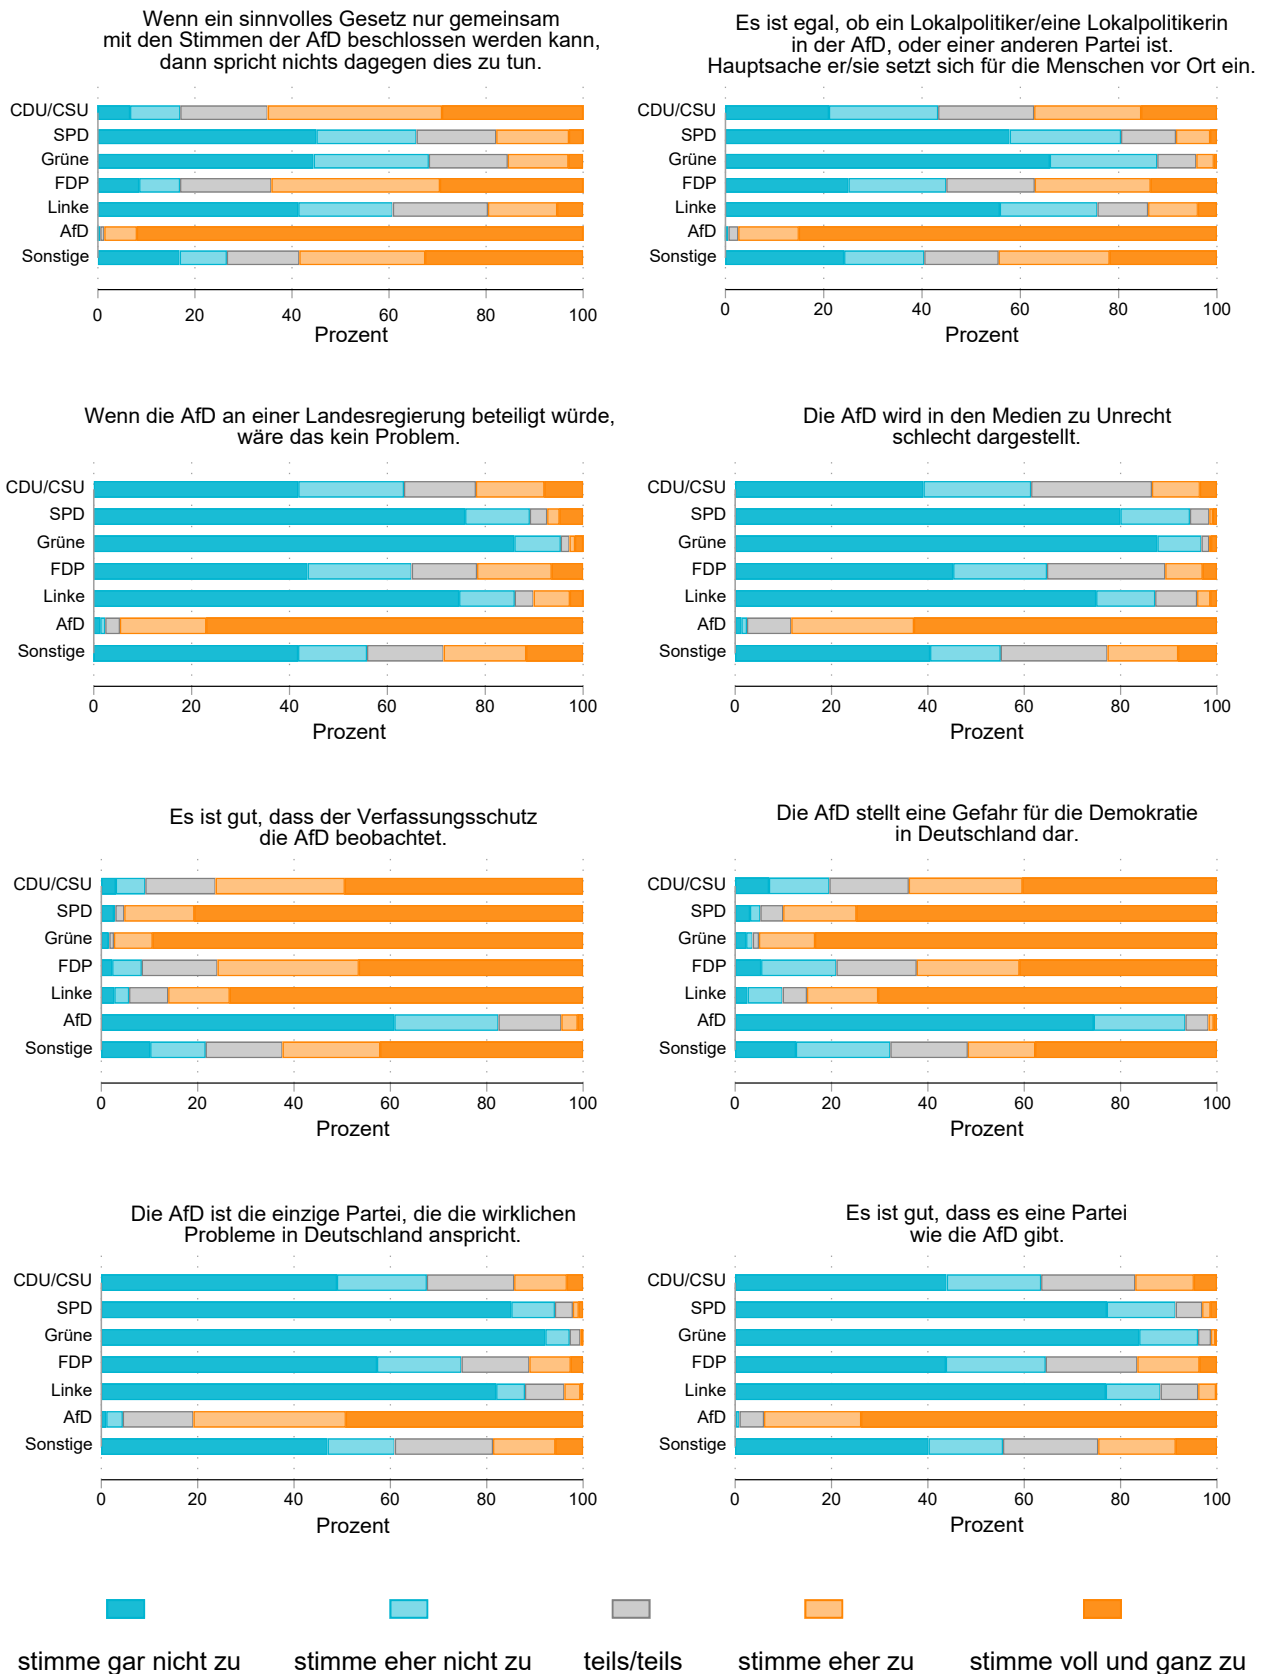 Wenn ein sinnvolles Gesetz nur gemeinsam
mit den Stimmen der AfD beschlossen werden kann,
dann spricht nichts dagegen dies zu tun.
CDU/CSU
SPD
Grüne
FDP
Linke
AfD
Sonstige
0 20 40 60 80 100
Prozent
Es ist egal, ob ein Lokalpolitiker/eine Lokalpolitikerin
in der AfD, oder einer anderen Partei ist.
Hauptsache er/sie setzt sich für die Menschen vor Ort ein.
CDU/CSU
SPD
Grüne
FDP
Linke
AfD
Sonstige
0 20 40 60 80 100
Prozent
Wenn die AfD an einer Landesregierung beteiligt würde,
wäre das kein Problem.
CDU/CSU
SPD
Grüne
FDP
Linke
AfD
Sonstige
0 20 40 60 80 100
Prozent
Die AfD wird in den Medien zu Unrecht
schlecht dargestellt.
CDU/CSU
SPD
Grüne
FDP
Linke
AfD
Sonstige
0 20 40 60 80 100
Prozent
Es ist gut, dass der Verfassungsschutz
die AfD beobachtet.
CDU/CSU
SPD
Grüne
FDP
Linke
AfD
Sonstige
0 20 40 60 80 100
Prozent
Die AfD stellt eine Gefahr für die Demokratie
in Deutschland dar.
CDU/CSU
SPD
Grüne
FDP
Linke
AfD
Sonstige
0 20 40 60 80 100
Prozent
Die AfD ist die einzige Partei, die die wirklichen
Probleme in Deutschland anspricht.
CDU/CSU
SPD
Grüne
FDP
Linke
AfD
Sonstige
0 20 40 60 80 100
Prozent
Es ist gut, dass es eine Partei
wie die AfD gibt.
CDU/CSU
SPD
Grüne
FDP
Linke
AfD
Sonstige
0 20 40 60 80 100
Prozent
stimme gar nicht zu stimme eher nicht zu teils/teils stimme eher zu stimme voll und ganz zu